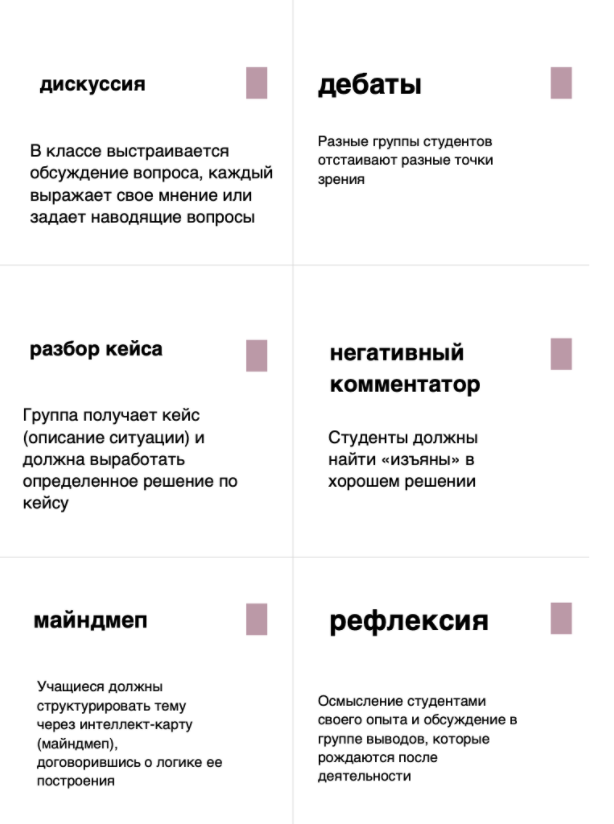 дискуссия
В классе выстраивается
обсуждение вопроса, каждый
выражает свое мнение или
задает наводящие вопросы
дебаты
Разные группы студентов
отстаивают разные точки
зрения
разбор кейса
Группа получает кейс
(описание ситуации) и
должна выработать
определенное решение по
кейсу
негативный
комментатор
Студенты должны
найти «изъяны» в
хорошем решении
майндмеп
Учащиеся должны
структурировать тему
через интеллект-карту
(майндмеп),
договорившись о логике ее
построения
рефлексия
Осмысление студентами
своего опыта и обсуждение в
группе выводов, которые
рождаются после
деятельности